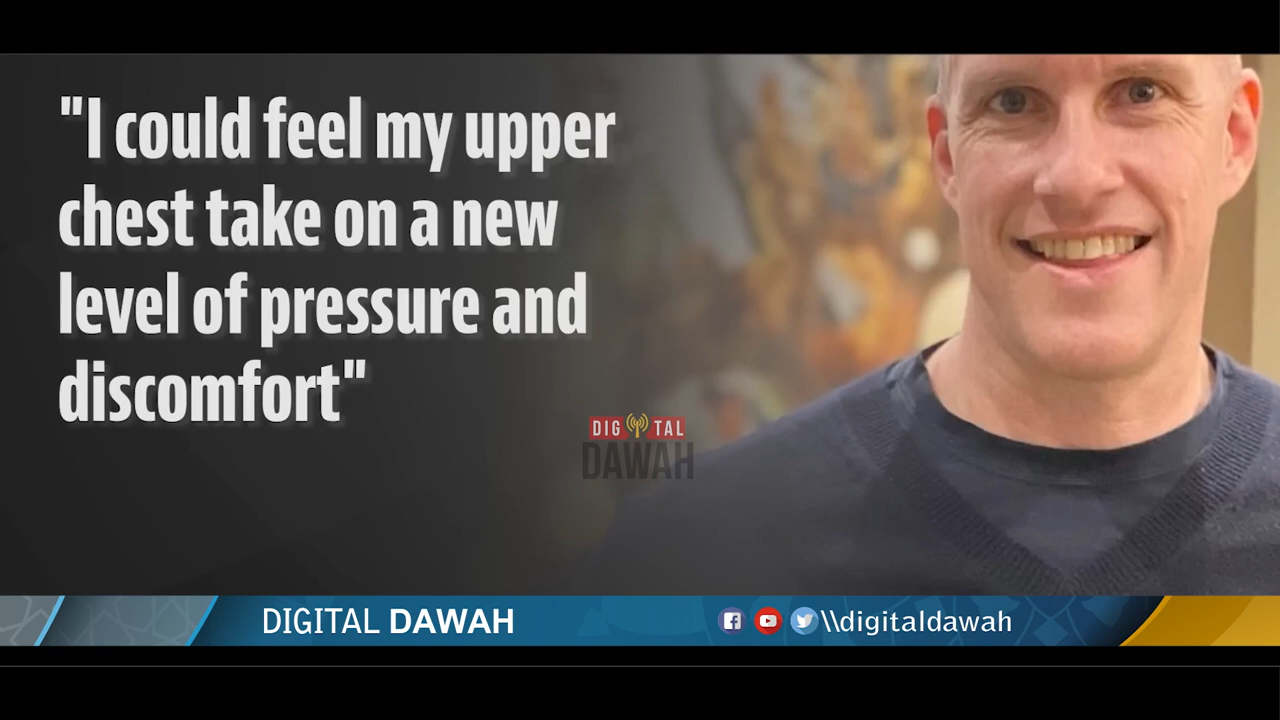 "I could feel my upper
chest take on a new
level of pressure and
discomfort"
DIGITAL
DAWAH
DIGITAL DAWAH
\\digitaldawah